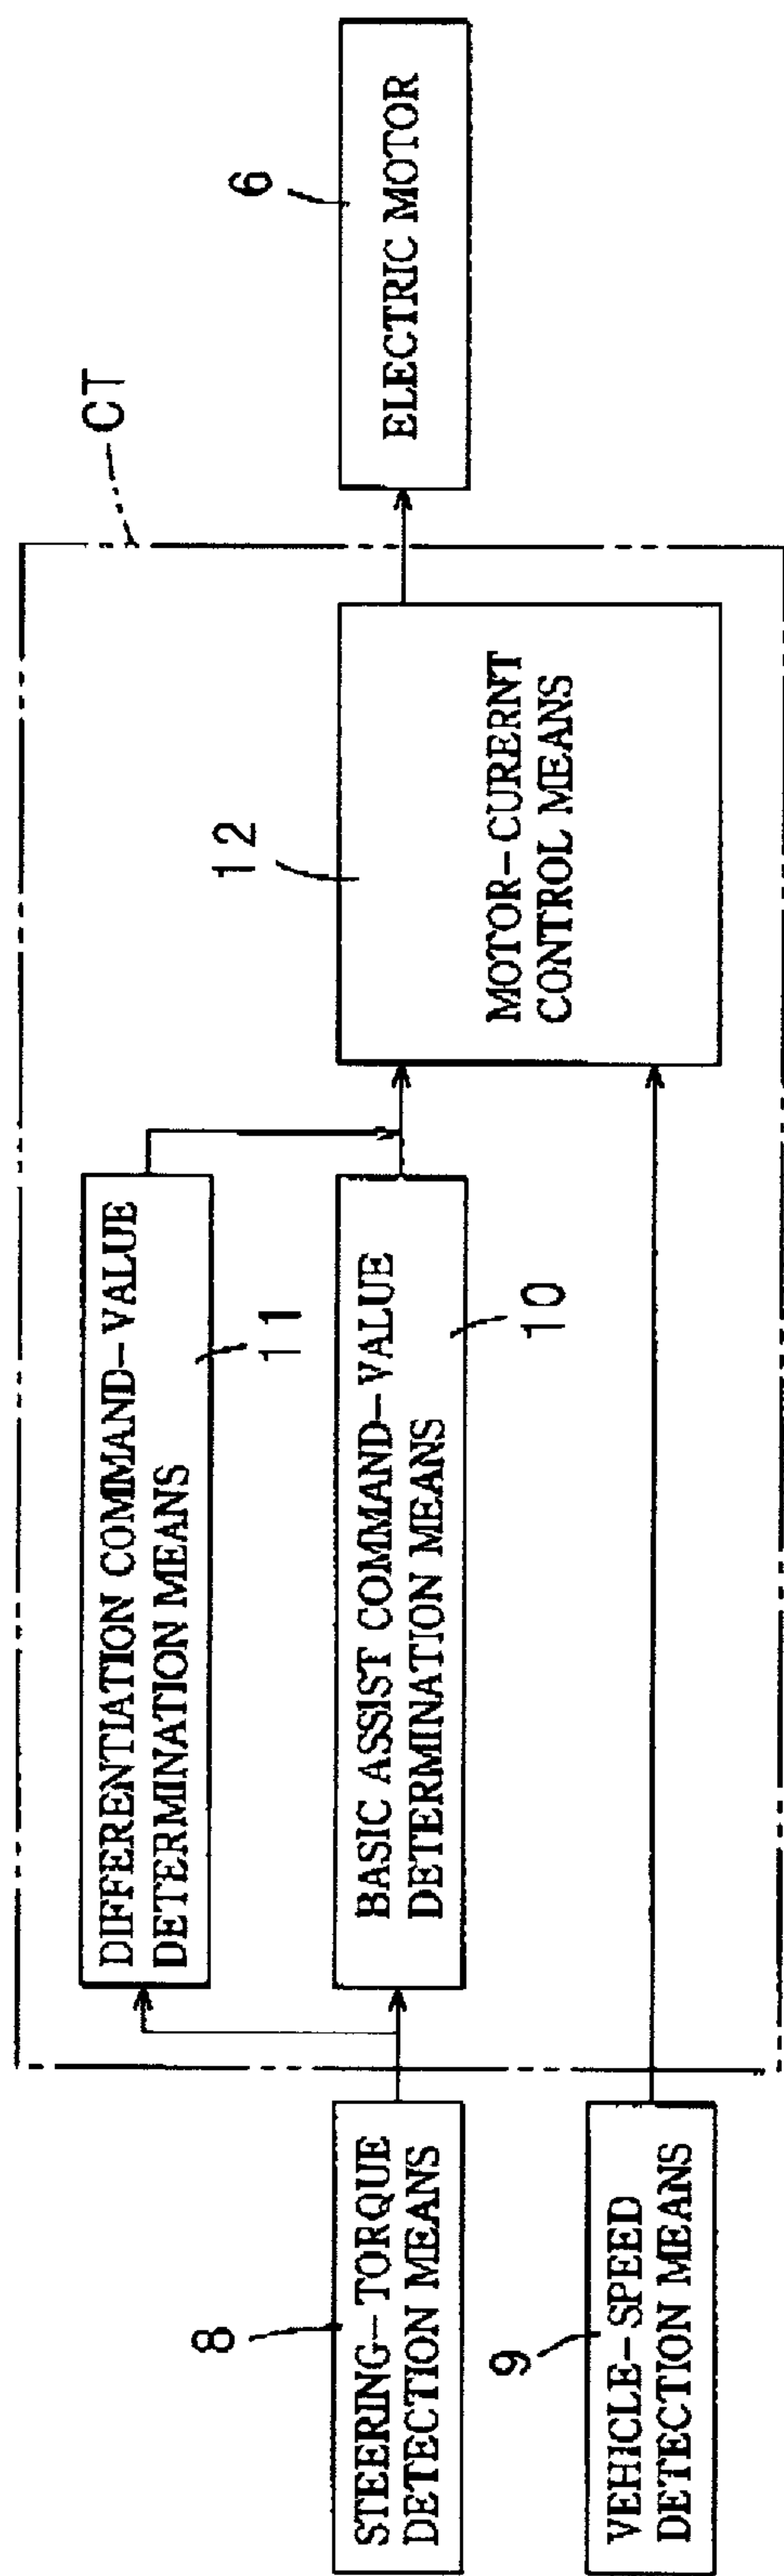 8
STEERING-TORQUE
DETECTION MEANS
9
VEHICLE-SPEED
DETECTION MEANS
DIFFERENTIATION COMMAND-VALUE
DETERMINATION MEANS
11
BASIC ASSIST COMMAND-VALUE
DETERMINATION MEANS
10
12
MOTOR-CURERNT
CONTROL MEANS
CT
6
ELECTRIC MOTOR